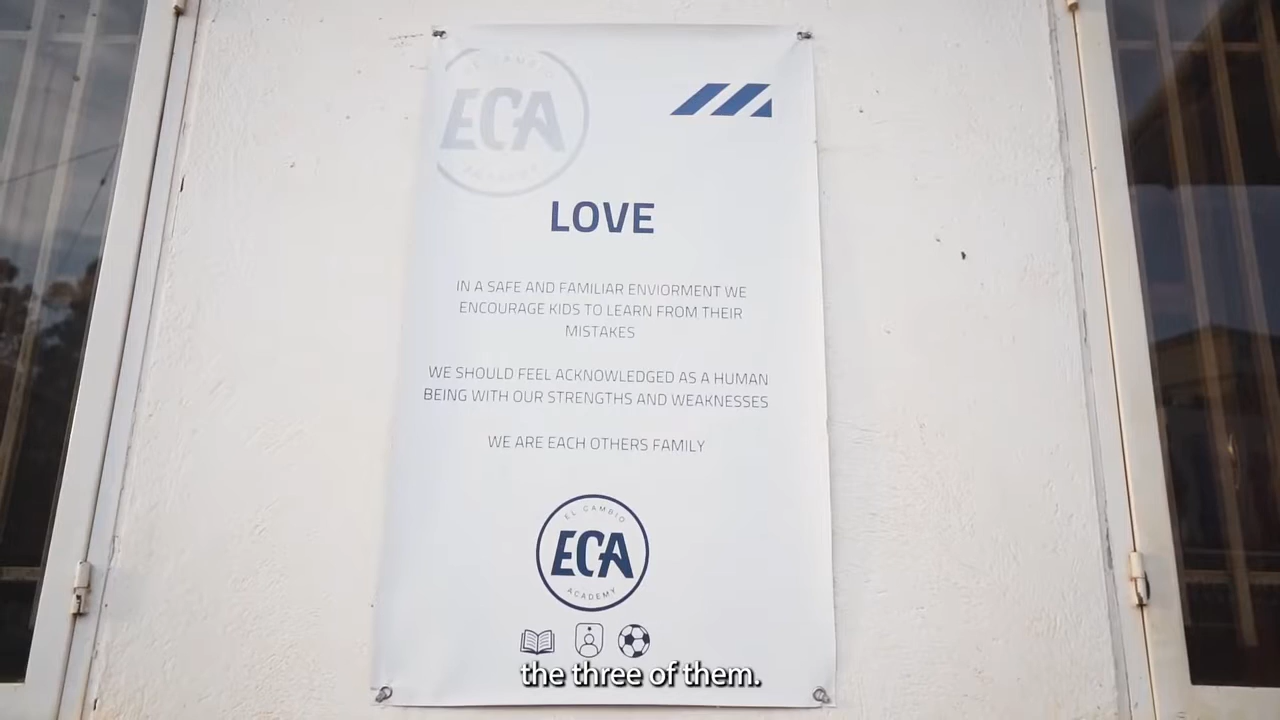 EL CAMBIO
ECA
LOVE
IN A SAFE AND FAMILIAR ENVIORMENT WE
ENCOURAGE KIDS TO LEARN FROM THEIR
MISTAKES
WE SHOULD FEEL ACKNOWLEDGED AS A HUMAN
BEING WITH OUR STRENGTHS AND WEAKNESSES
WE ARE EACH OTHERS FAMILY
EL CAMBIO
ECA
ACADEMY
the three of them.